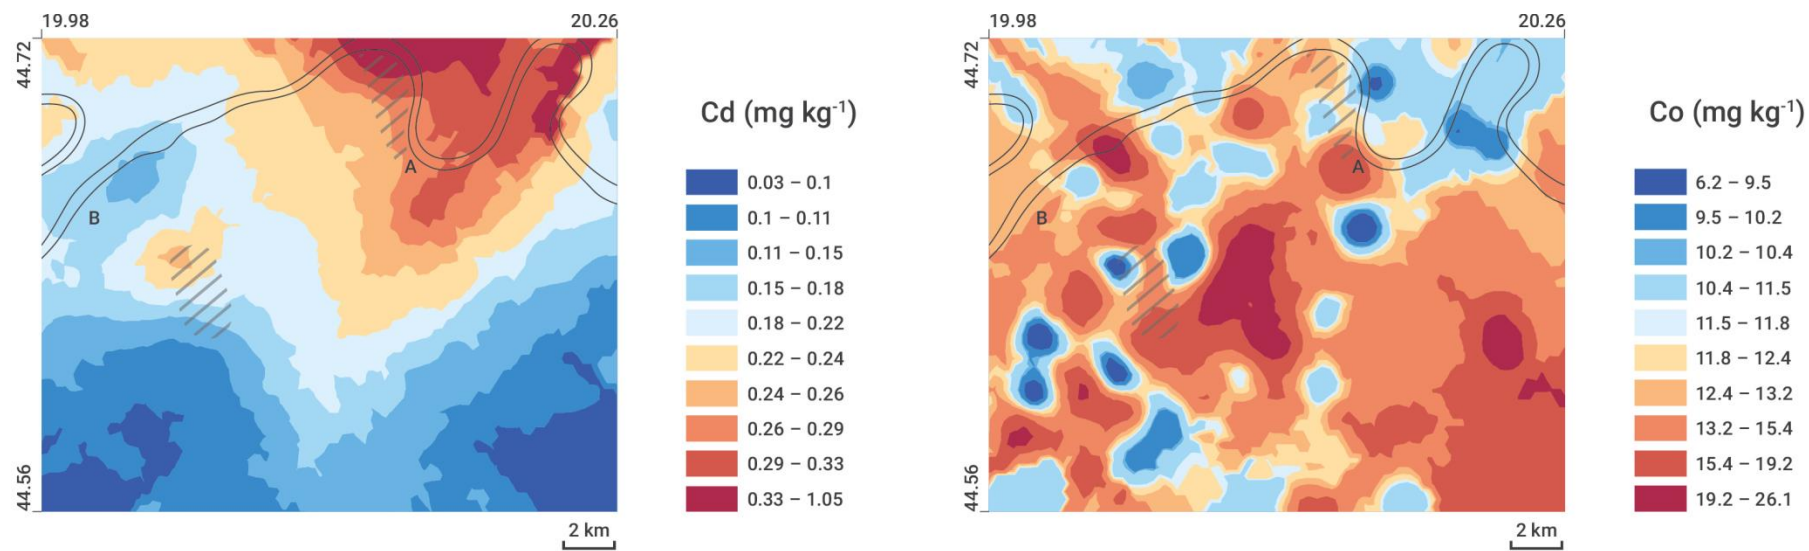 19.98 20.26
44.72
A
B
44.56
2 km
Cd (mg kg⁻¹)
0.03 – 0.1
0.1 – 0.11
0.11 – 0.15
0.15 – 0.18
0.18 – 0.22
0.22 – 0.24
0.24 – 0.26
0.26 – 0.29
0.29 – 0.33
0.33 – 1.05
19.98 20.26
44.72
A
B
44.56
2 km
Co (mg kg⁻¹)
6.2 – 9.5
9.5 – 10.2
10.2 – 10.4
10.4 – 11.5
11.5 – 11.8
11.8 – 12.4
12.4 – 13.2
13.2 – 15.4
15.4 – 19.2
19.2 – 26.1